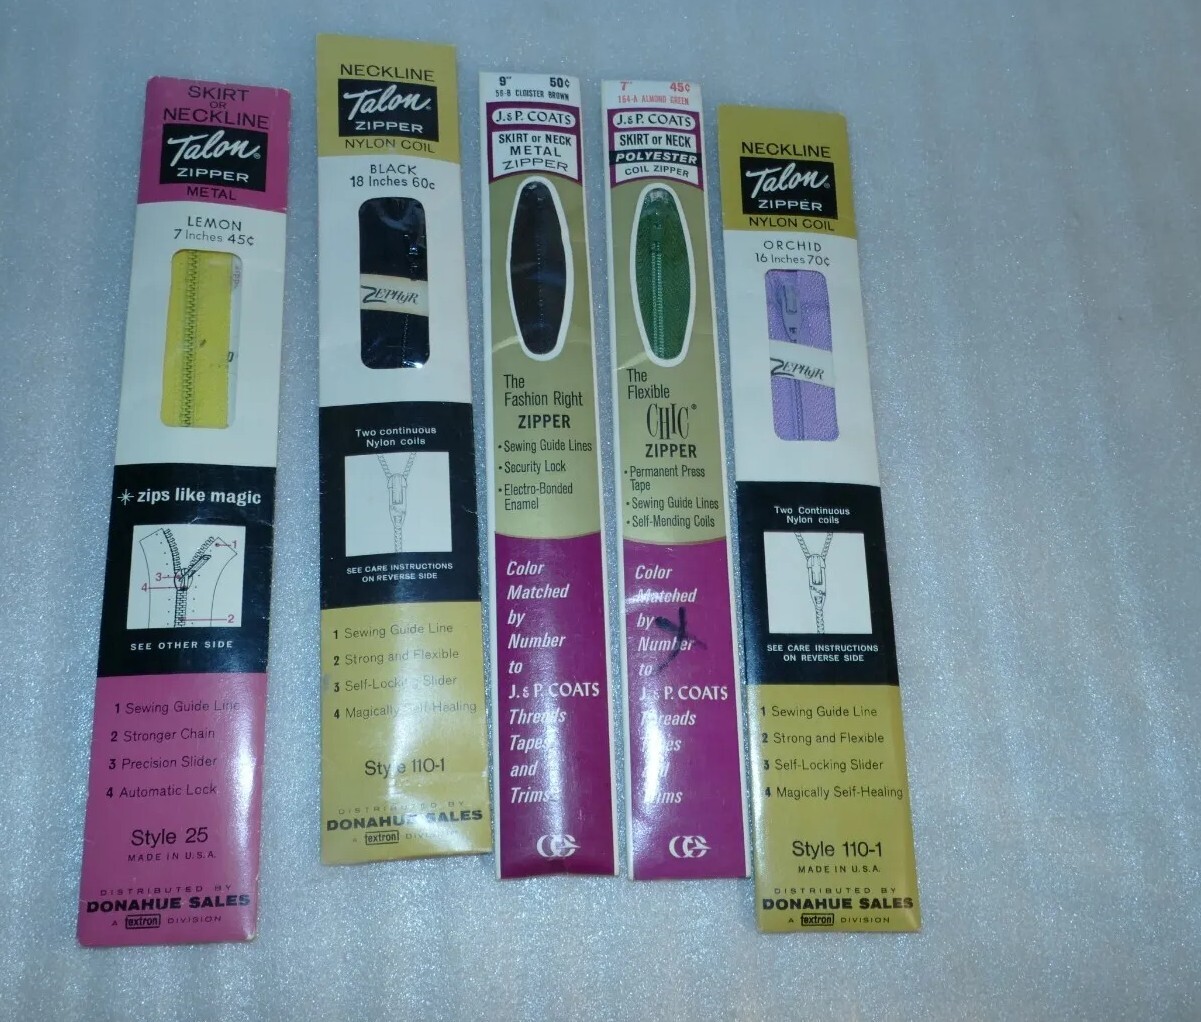 SKIRT
OR
NECKLINE
Talon®
ZIPPER
METAL
LEMON
7 Inches 45¢
zips like magic
1
3
4
2
SEE OTHER SIDE
1 Sewing Guide Line
2 Stronger Chain
3 Precision Slider
4 Automatic Lock
Style 25
MADE IN U.S.A.
DISTRIBUTED BY
DONAHUE SALES
A textron DIVISION
NECKLINE
Talon®
ZIPPER
NYLON COIL
BLACK
18 Inches 60¢
ZEPHYR
Two continuous
Nylon coils
SEE CARE INSTRUCTIONS
ON REVERSE SIDE
1 Sewing Guide Line
2 Strong and Flexible
3 Self-Locking Slider
4 Magically Self-Healing
Style 110-1
DISTRIBUTED BY
DONAHUE SALES
A textron DIVISION
9" 50¢
56-B CLOISTER BROWN
J. & P. COATS
SKIRT or NECK
METAL
ZIPPER
The
Fashion Right
ZIPPER
• Sewing Guide Lines
• Security Lock
• Electro-Bonded
Enamel
Color
Matched
by
Number
to
J. & P. COATS
Threads
Tapes
and
Trims
7" 45¢
164-A ALMOND GREEN
J. & P. COATS
SKIRT or NECK
POLYESTER
COIL ZIPPER
The
Flexible
CHIC®
ZIPPER
• Permanent Press
Tape
• Sewing Guide Lines
• Self-Mending Coils
Color
Matched
by
Number
to
J. & P. COATS
Threads
Tapes
and
Trims
NECKLINE
Talon®
ZIPPER
NYLON COIL
ORCHID
16 Inches 70¢
ZEPHYR
Two Continuous
Nylon coils
SEE CARE INSTRUCTIONS
ON REVERSE SIDE
1 Sewing Guide Line
2 Strong and Flexible
3 Self-Locking Slider
4 Magically Self-Healing
Style 110-1
MADE IN U.S.A.
DISTRIBUTED BY
DONAHUE SALES
A textron DIVISION